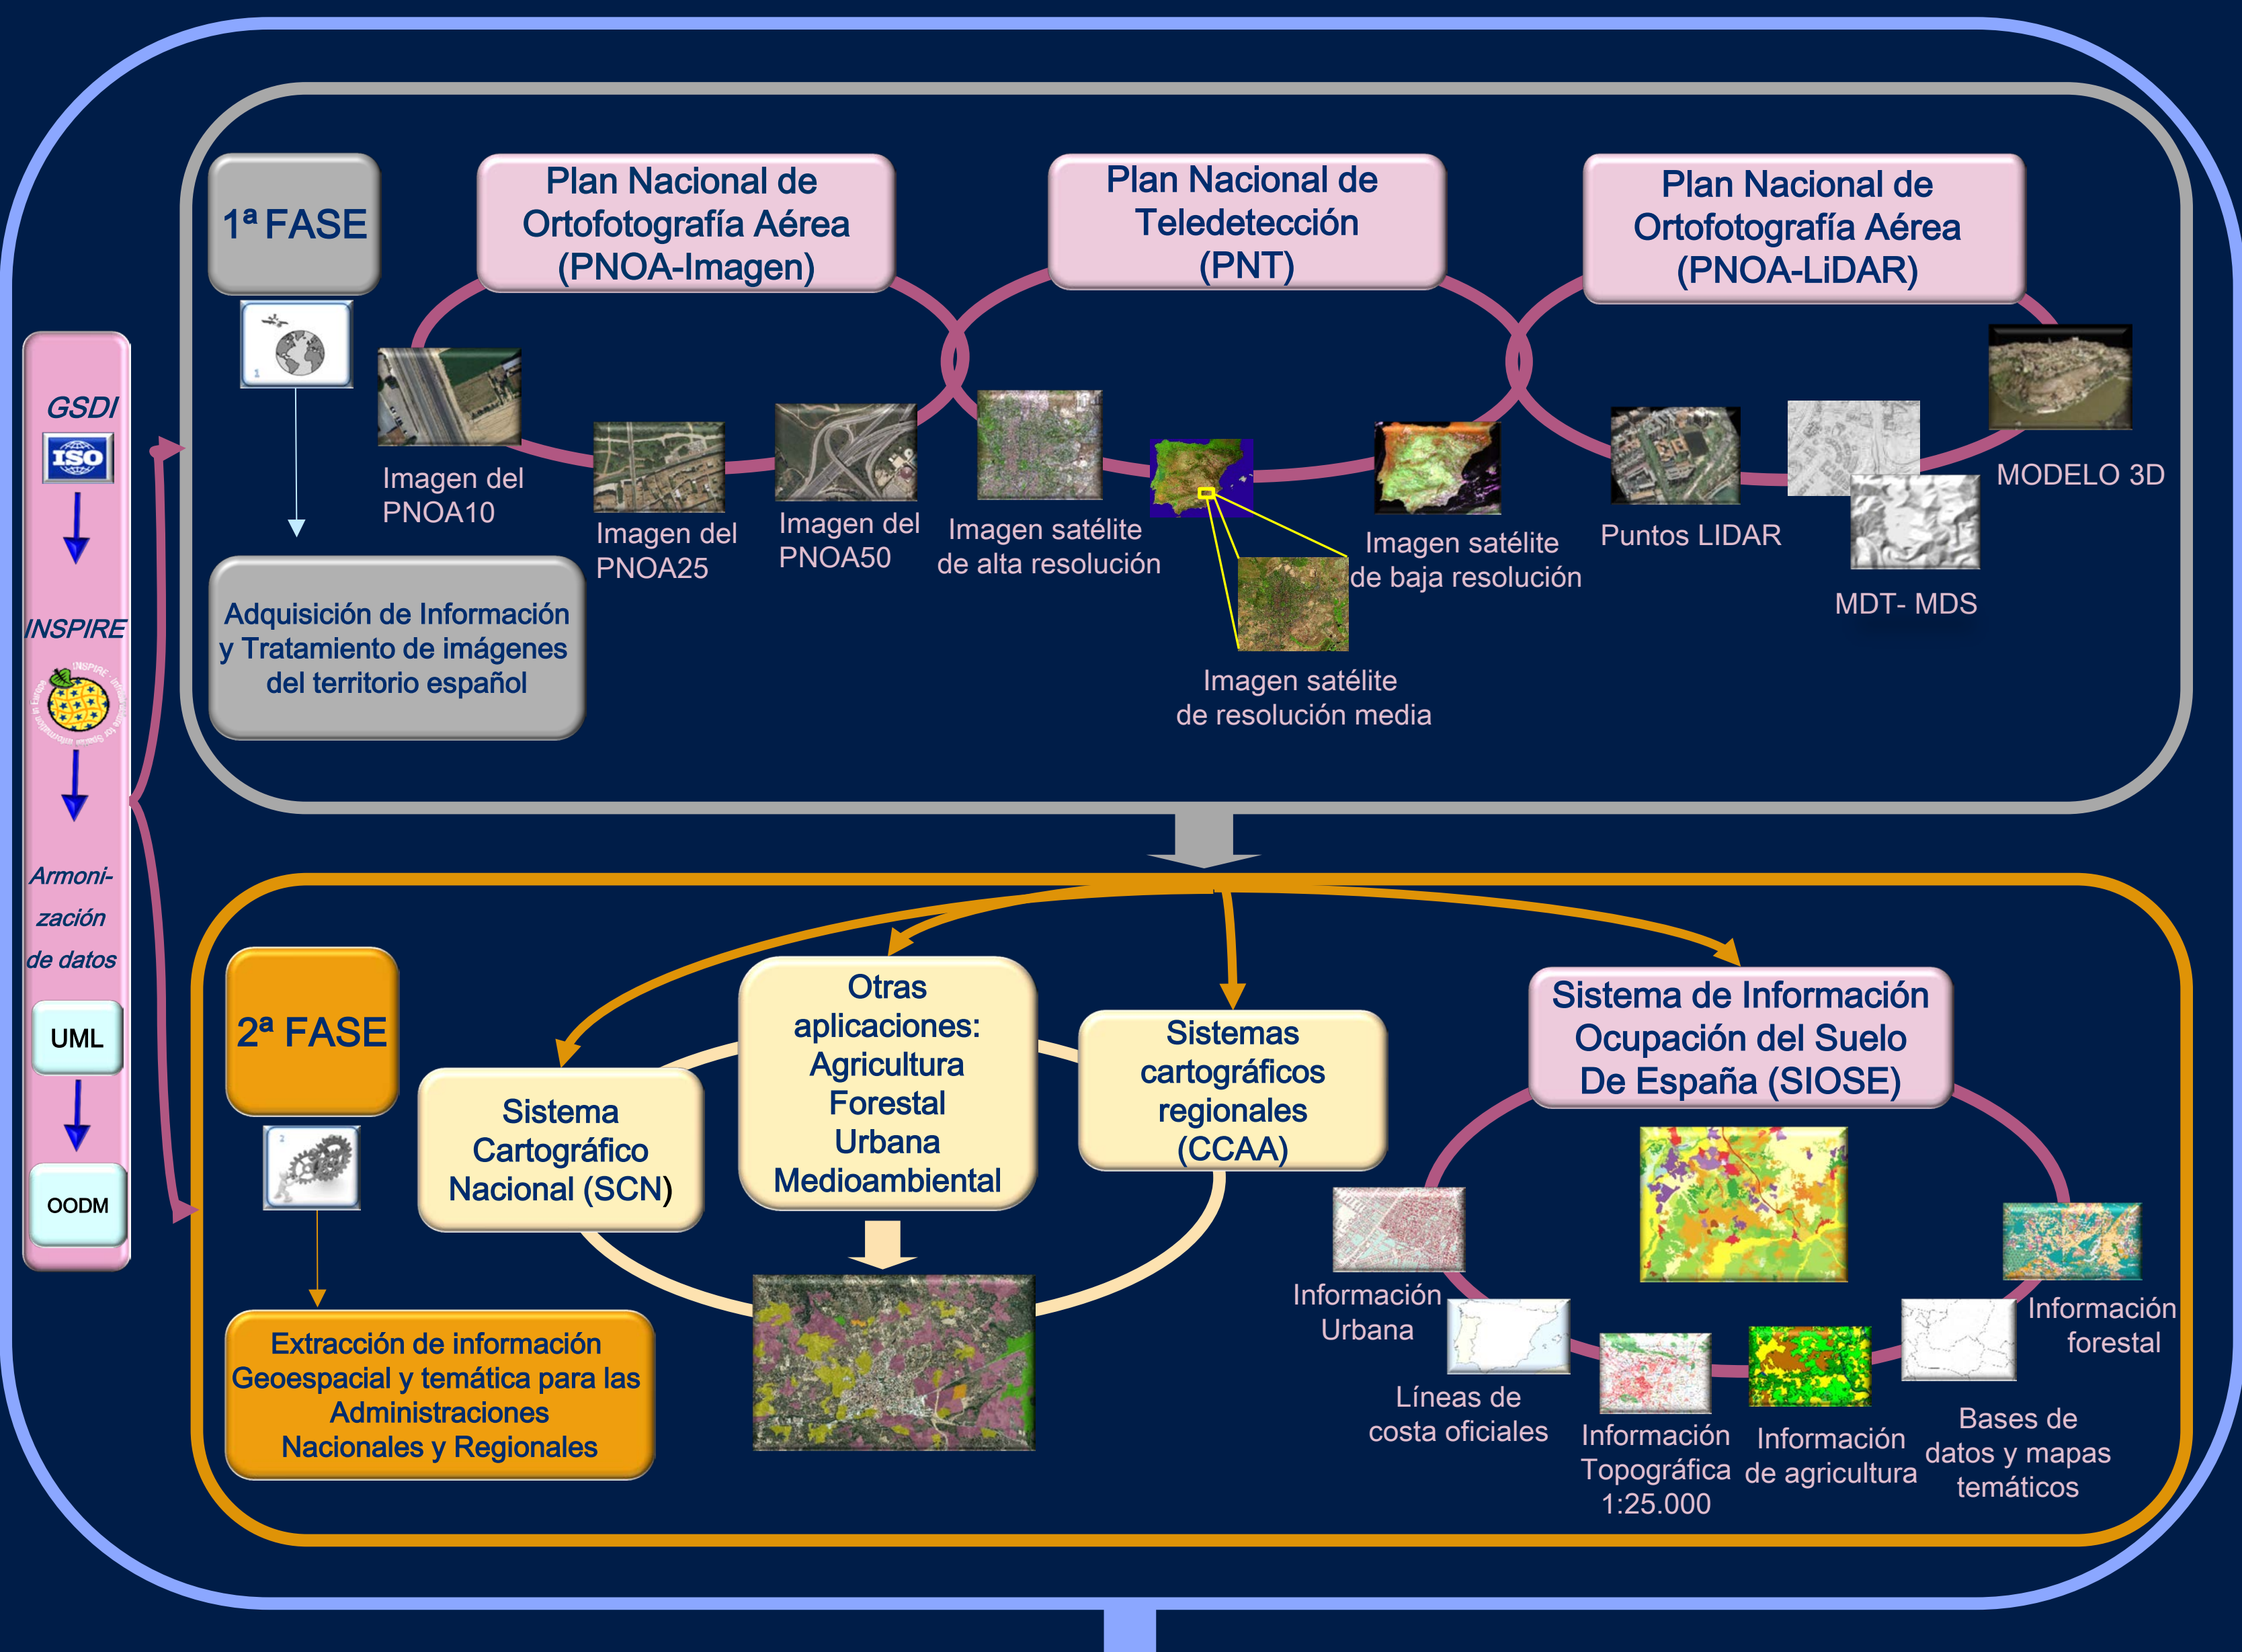 GSDI
ISO
INSPIRE
Armoni-
zación
de datos
UML
OODM
1ª FASE
1
Adquisición de Información
y Tratamiento de imágenes
del territorio español
Plan Nacional de
Ortofotografía Aérea
(PNOA-Imagen)
Imagen del
PNOA10
Imagen del
PNOA25
Imagen del
PNOA50
Plan Nacional de
Teledetección
(PNT)
Imagen satélite
de alta resolución
Imagen satélite
de resolución media
Imagen satélite
de baja resolución
Plan Nacional de
Ortofotografía Aérea
(PNOA-LiDAR)
Puntos LIDAR
MDT- MDS
MODELO 3D
2ª FASE
2
Extracción de información
Geoespacial y temática para las
Administraciones
Nacionales y Regionales
Sistema
Cartográfico
Nacional (SCN)
Otras
aplicaciones:
Agricultura
Forestal
Urbana
Medioambiental
Sistemas
cartográficos
regionales
(CCAA)
Sistema de Información
Ocupación del Suelo
De España (SIOSE)
Información
Urbana
Líneas de
costa oficiales
Información
Topográfica
1:25.000
Información
de agricultura
Bases de
datos y mapas
temáticos
Información
forestal